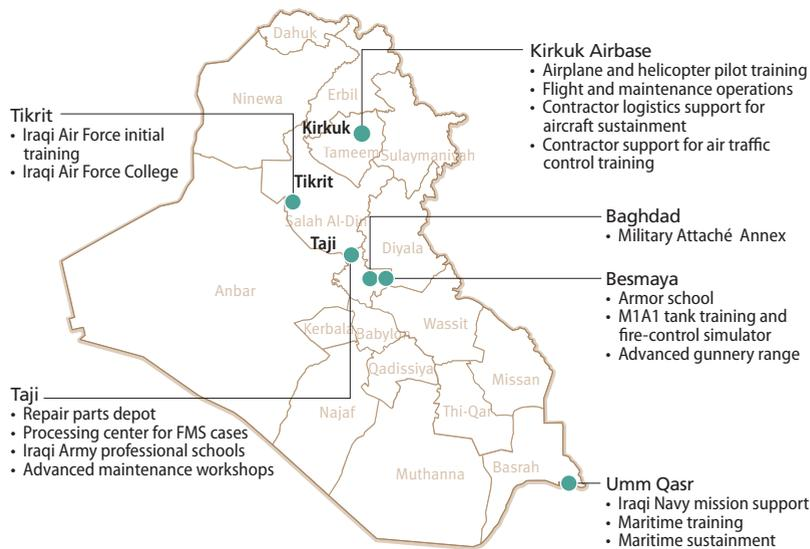 Dahuk
Ninewa
Erbil
Kirkuk
Tameem
Sulaymaniyah
Tikrit
Salah Al-Din
Taji
Diyala
Anbar
Kerbala
Babylon
Wassit
Qadissiya
Missan
Najaf
Thi-Qar
Muthanna
Basrah
Tikrit
• Iraqi Air Force initial
training
• Iraqi Air Force College
Taji
• Repair parts depot
• Processing center for FMS cases
• Iraqi Army professional schools
• Advanced maintenance workshops
Kirkuk Airbase
• Airplane and helicopter pilot training
• Flight and maintenance operations
• Contractor logistics support for
aircraft sustainment
• Contractor support for air traffic
control training
Baghdad
• Military Attaché Annex
Besmaya
• Armor school
• M1A1 tank training and
fire-control simulator
• Advanced gunnery range
Umm Qasr
• Iraqi Navy mission support
• Maritime training
• Maritime sustainment